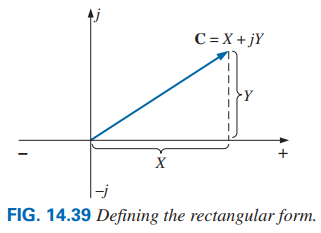 j
C = X + jY
Y
–
X
+
–j
FIG. 14.39 Defining the rectangular form.